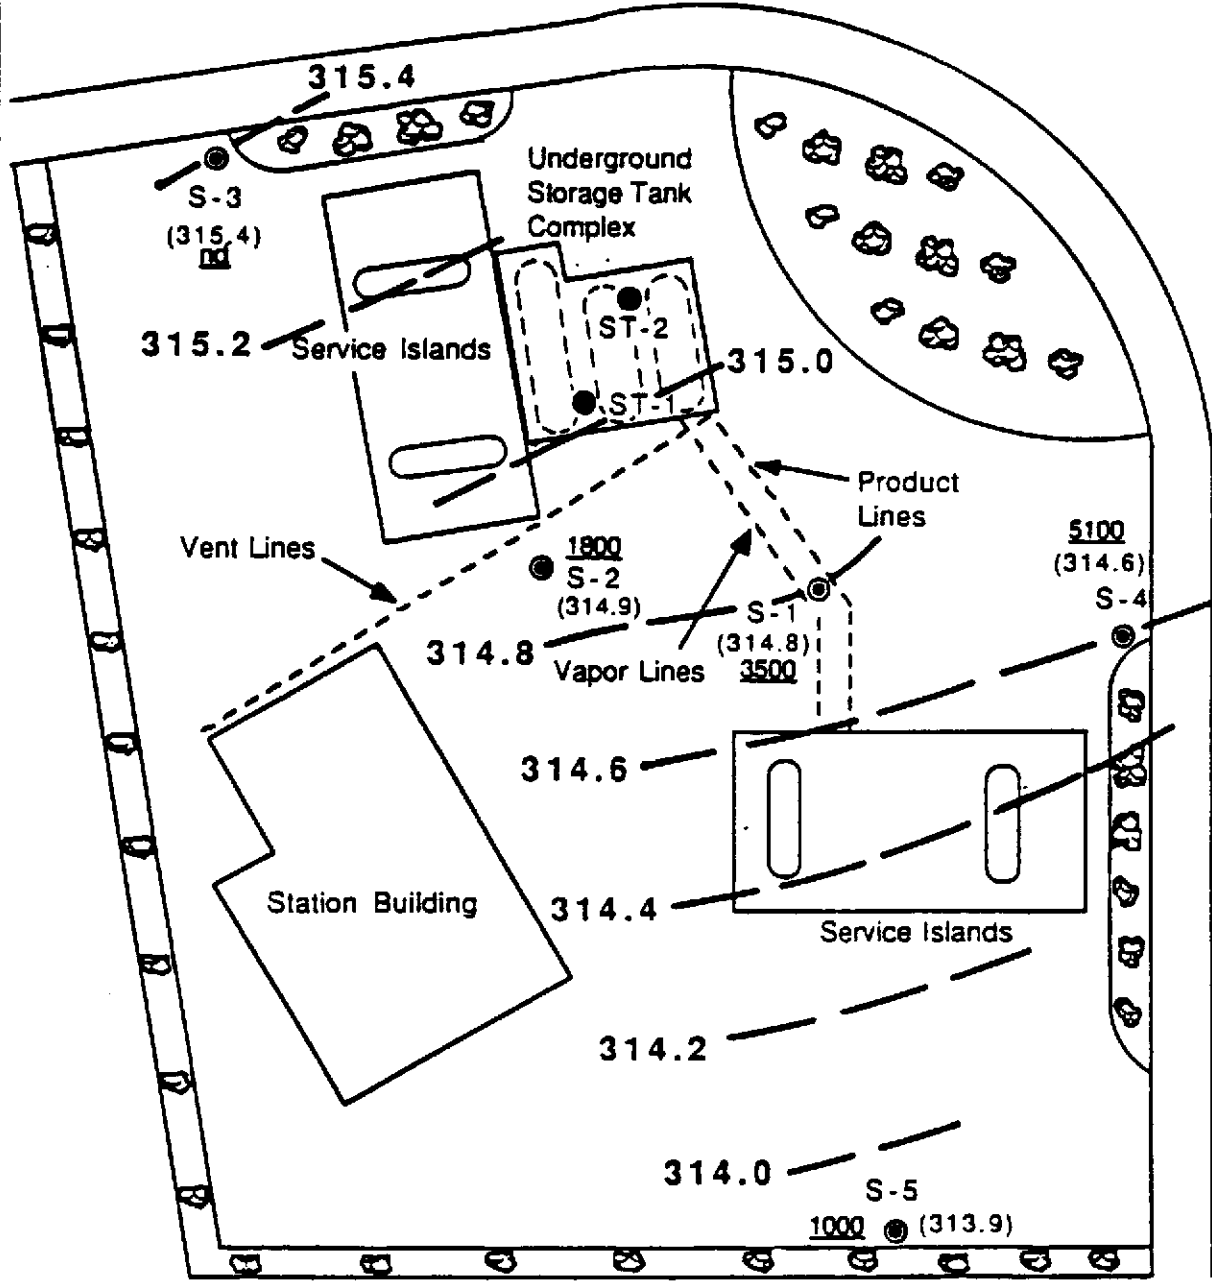 315.4
Underground
Storage Tank
Complex
S-3
(315.4)
nd
ST-2
315.2
Service Islands
315.0
ST-1
Product
Lines
Vent Lines
1800
S-2
(314.9)
5100
(314.6)
S-4
S-1
(314.8)
3500
314.8
Vapor Lines
314.6
Station Building
314.4
Service Islands
314.2
314.0
S-5
1000
(313.9)